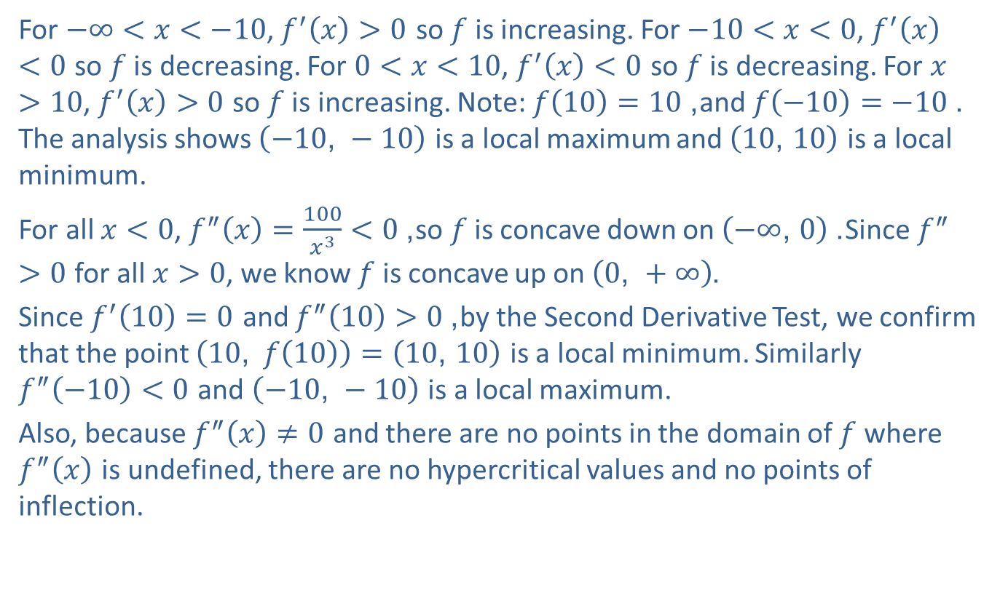 For −∞ < x < −10, f′(x) > 0 so f is increasing. For −10 < x < 0, f′(x)
< 0 so f is decreasing. For 0 < x < 10, f′(x) < 0 so f is decreasing. For x
> 10, f′(x) > 0 so f is increasing. Note: f(10) = 10 ,and f(−10) = −10 .
The analysis shows (−10, − 10) is a local maximum and (10, 10) is a local
minimum.
For all x < 0, f″(x) = 100/x³ < 0 ,so f is concave down on (−∞, 0) .Since f″
> 0 for all x > 0, we know f is concave up on (0, + ∞).
Since f′(10) = 0 and f″(10) > 0 ,by the Second Derivative Test, we confirm
that the point (10, f(10)) = (10, 10) is a local minimum. Similarly
f″(−10) < 0 and (−10, − 10) is a local maximum.
Also, because f″(x) ≠ 0 and there are no points in the domain of f where
f″(x) is undefined, there are no hypercritical values and no points of
inflection.